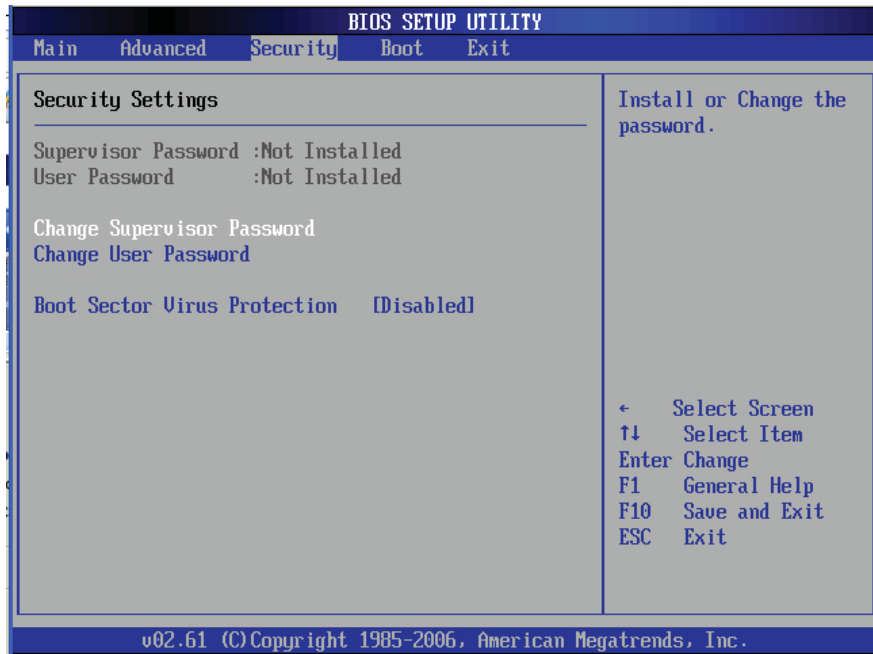 BIOS SETUP UTILITY
Main Advanced Security Boot Exit
Security Settings
Supervisor Password :Not Installed
User Password :Not Installed
Change Supervisor Password
Change User Password
Boot Sector Virus Protection [Disabled]
Install or Change the
password.
← Select Screen
↑↓ Select Item
Enter Change
F1 General Help
F10 Save and Exit
ESC Exit
v02.61 (C)Copyright 1985-2006, American Megatrends, Inc.